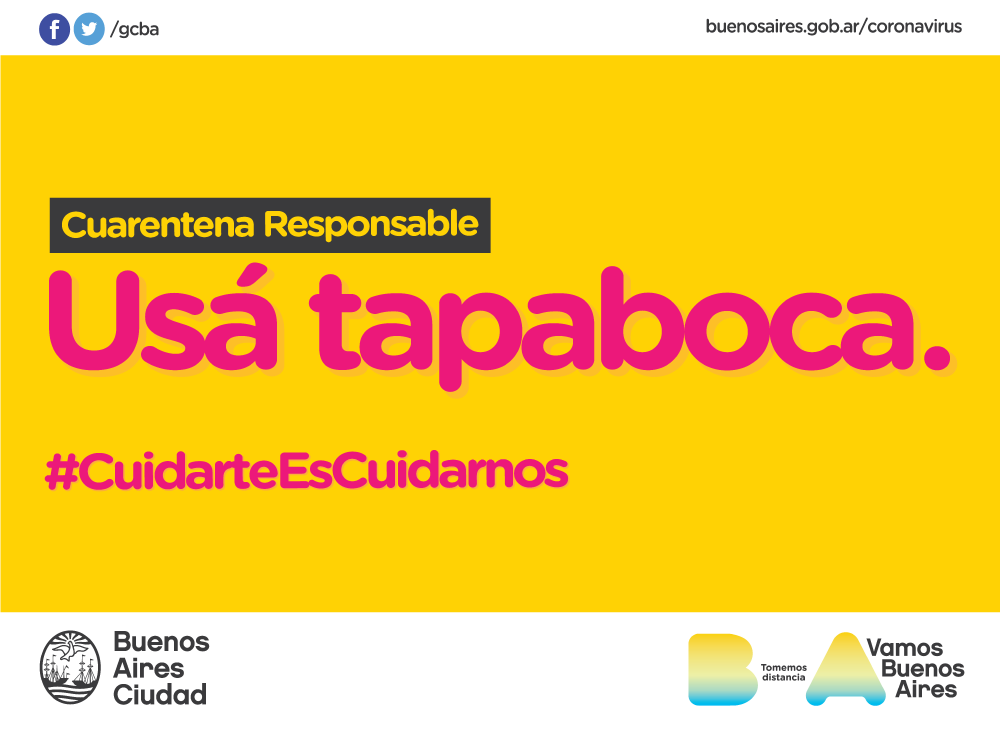 /gcba
buenosaires.gob.ar/coronavirus
Cuarentena Responsable
Usá tapaboca.
#CuidarteEsCuidarnos
Buenos
Aires
Ciudad
B
Tomemos
distancia
A
Vamos
Buenos
Aires